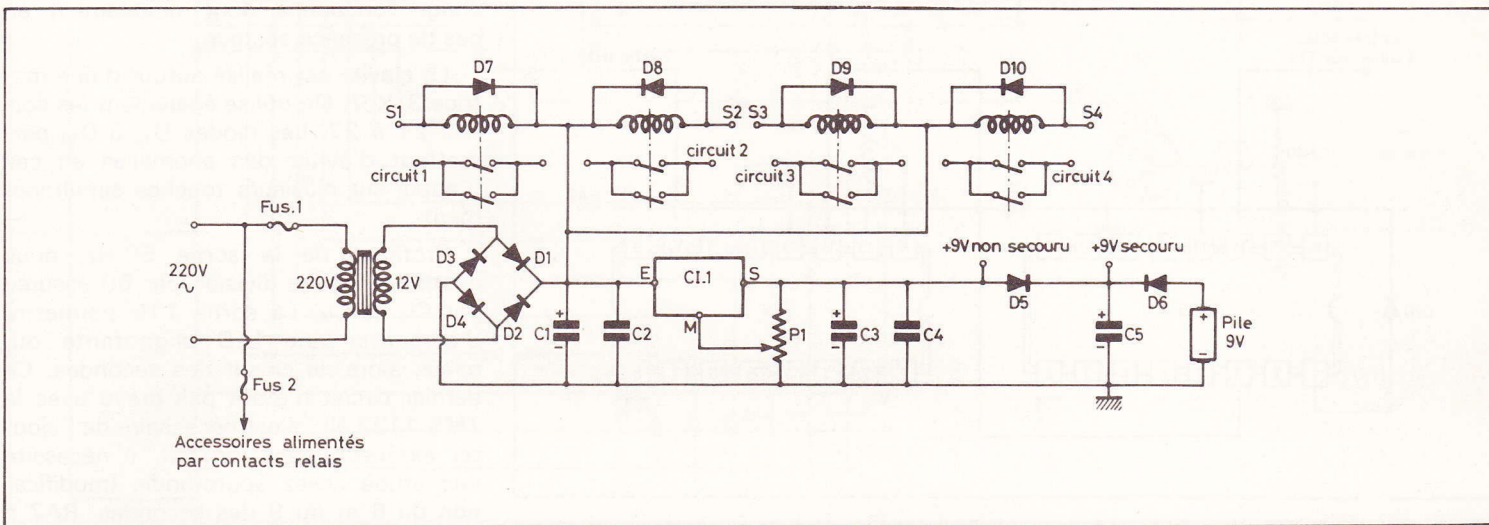 D7
D8
D9
D10
S1
S2
S3
S4
circuit 1
circuit 2
circuit 3
circuit 4
Fus.1
220V
220V
12V
D3
D1
D4
D2
E
CI.1
S
M
C1
+
-
C2
P1
+
-
C3
C4
+9V non secouru
+9V secouru
D5
D6
+
-
C5
+
-
Pile
9V
Fus 2
Accessoires alimentés
par contacts relais